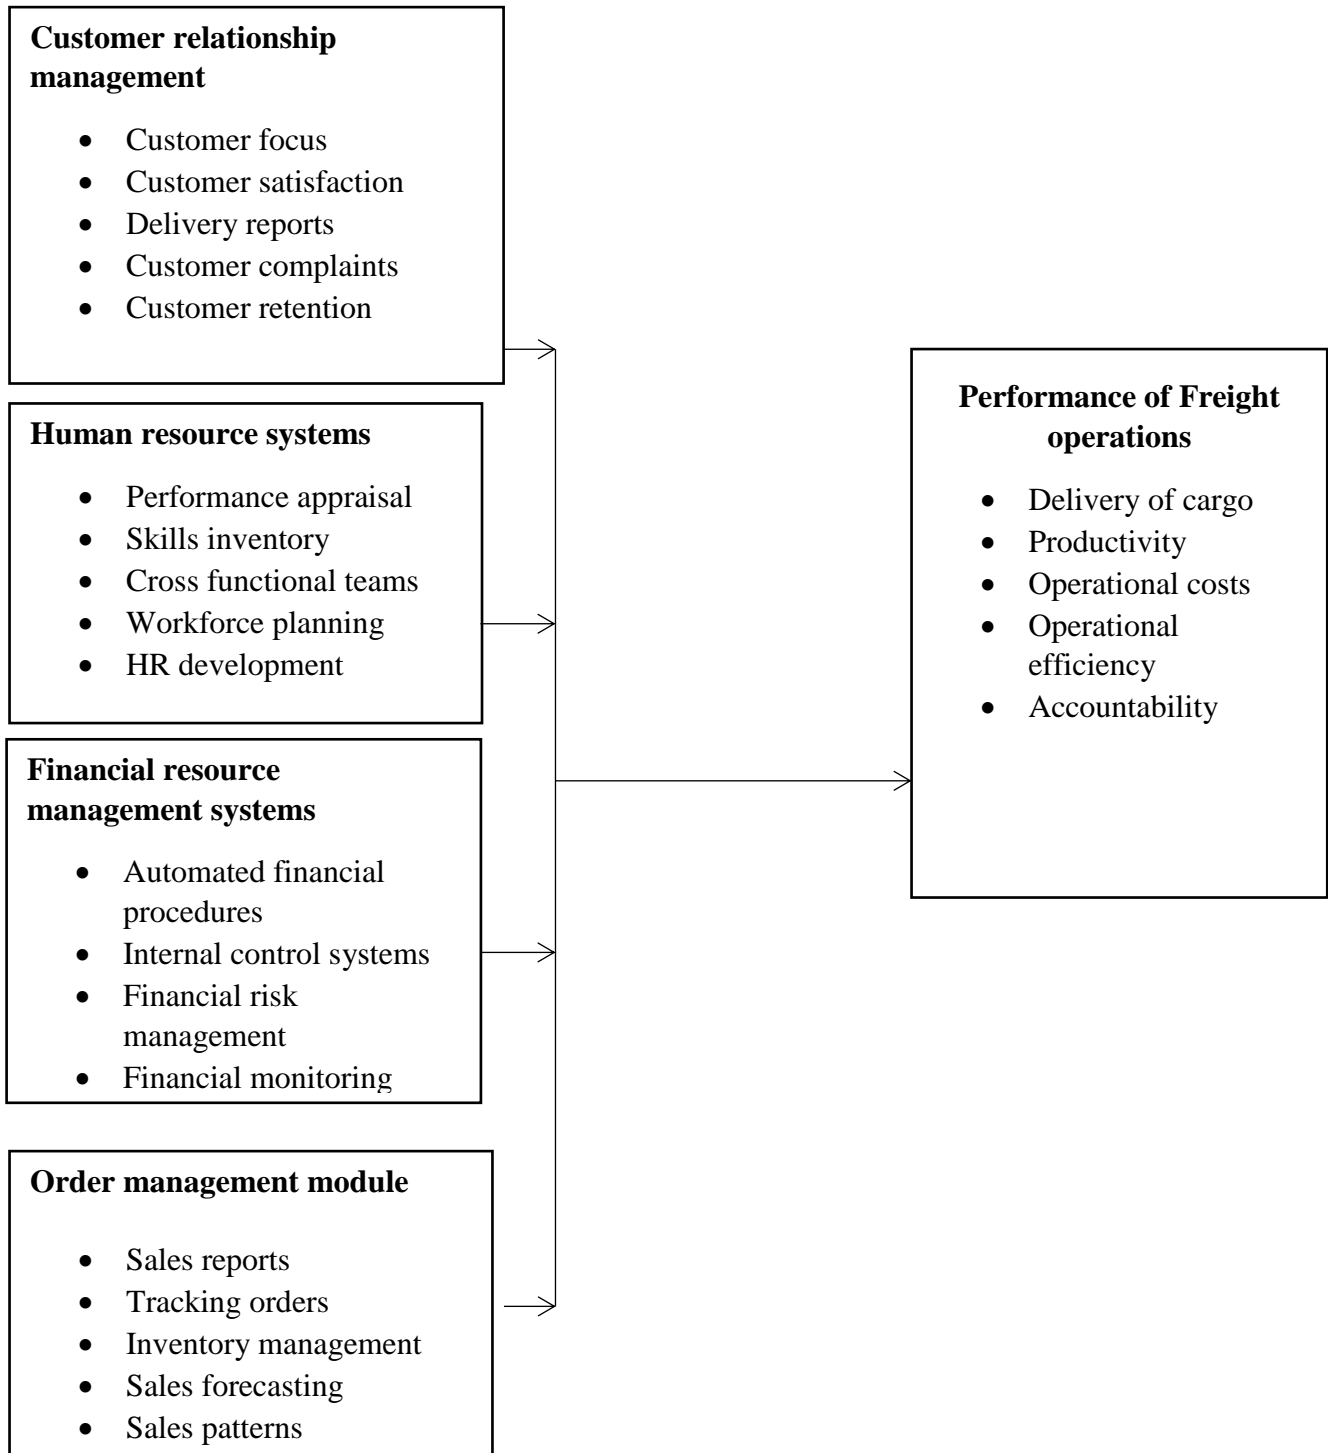 Customer relationship
management
• Customer focus
• Customer satisfaction
• Delivery reports
• Customer complaints
• Customer retention
Human resource systems
• Performance appraisal
• Skills inventory
• Cross functional teams
• Workforce planning
• HR development
Financial resource
management systems
• Automated financial
procedures
• Internal control systems
• Financial risk
management
• Financial monitoring
Order management module
• Sales reports
• Tracking orders
• Inventory management
• Sales forecasting
• Sales patterns
Performance of Freight
operations
• Delivery of cargo
• Productivity
• Operational costs
• Operational
efficiency
• Accountability